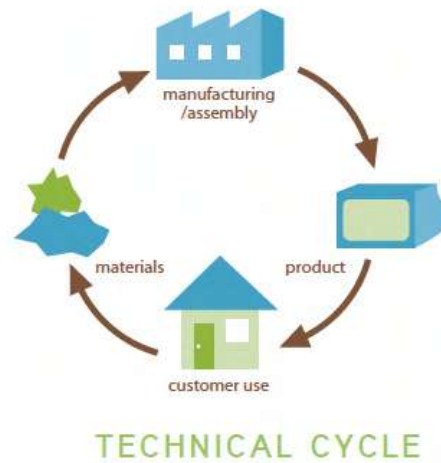 manufacturing
/assembly
materials
product
customer use
TECHNICAL CYCLE